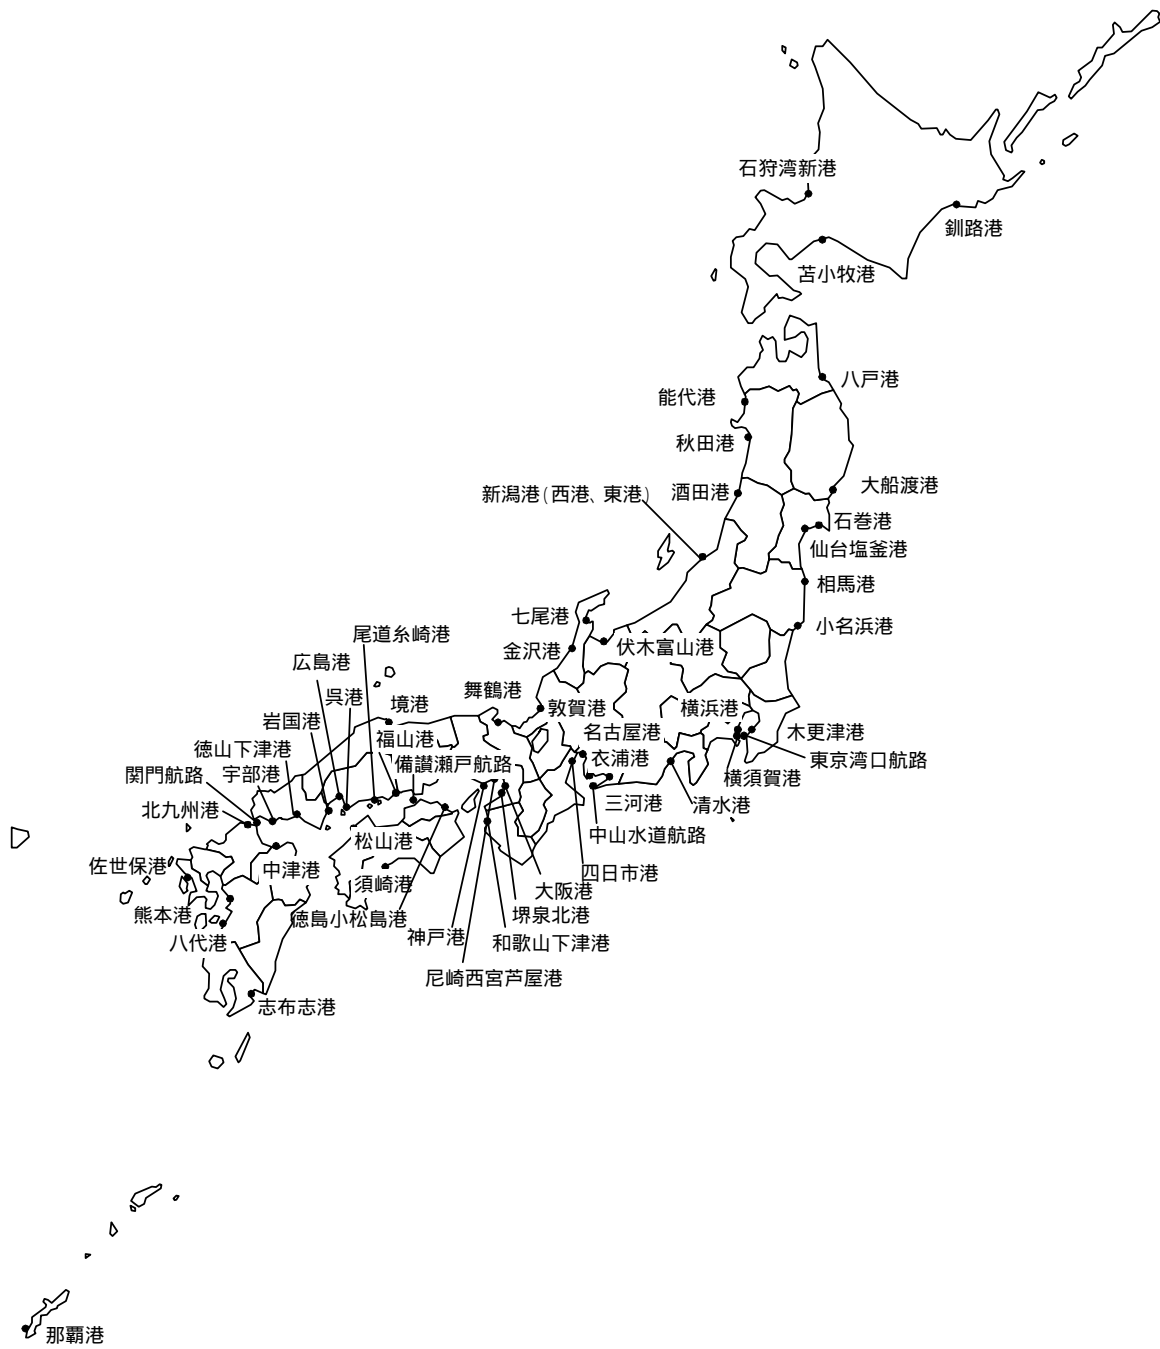 石狩湾新港
釧路港
苫小牧港
八戸港
能代港
秋田港
大船渡港
新潟港(西港、東港)
酒田港
石巻港
仙台塩釜港
相馬港
七尾港
小名浜港
尾道糸崎港
伏木富山港
金沢港
広島港
舞鶴港
呉港
境港
敦賀港
横浜港
岩国港
木更津港
名古屋港
福山港
徳山下津港
衣浦港
東京湾口航路
備讃瀬戸航路
関門航路
宇部港
横須賀港
三河港
清水港
北九州港
中山水道航路
松山港
佐世保港
中津港
四日市港
須崎港
大阪港
熊本港
堺泉北港
徳島小松島港
神戸港
八代港
和歌山下津港
尼崎西宮芦屋港
志布志港
那覇港